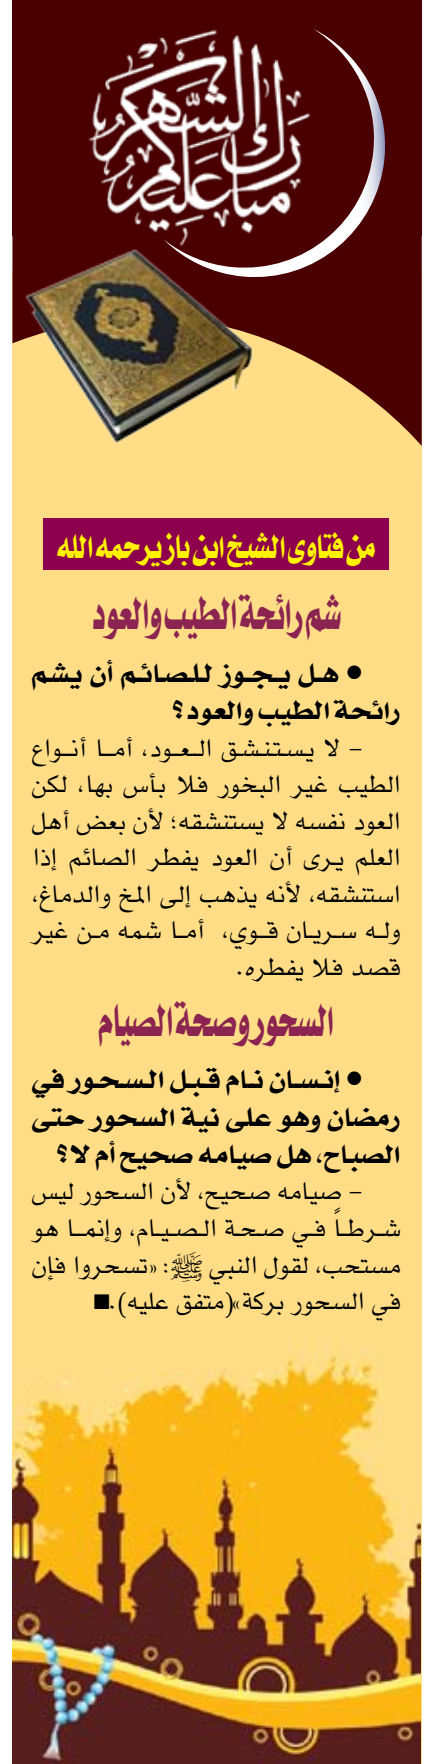 مبارك عليكم الشهر
من فتاوى الشيخ ابن باز يرحمه الله
شم رائحة الطيب والعود
● هل يجوز للصائم أن يشم
رائحة الطيب والعود؟
– لا يستنشق العود، أما أنواع
الطيب غير البخور فلا بأس بها، لكن
العود نفسه لا يستنشقه؛ لأن بعض أهل
العلم يرى أن العود يفطر الصائم إذا
استنشقه، لأنه يذهب إلى المخ والدماغ،
وله سريان قوي، أما شمه من غير
قصد فلا يفطره.
السحور وصحة الصيام
● إنسان نام قبل السحور في
رمضان وهو على نية السحور حتى
الصباح، هل صيامه صحيح أم لا؟
– صيامه صحيح، لأن السحور ليس
شرطاً في صحة الصيام، وإنما هو
مستحب، لقول النبي ﷺ: «تسحروا فإن
في السحور بركة»(متفق عليه).■